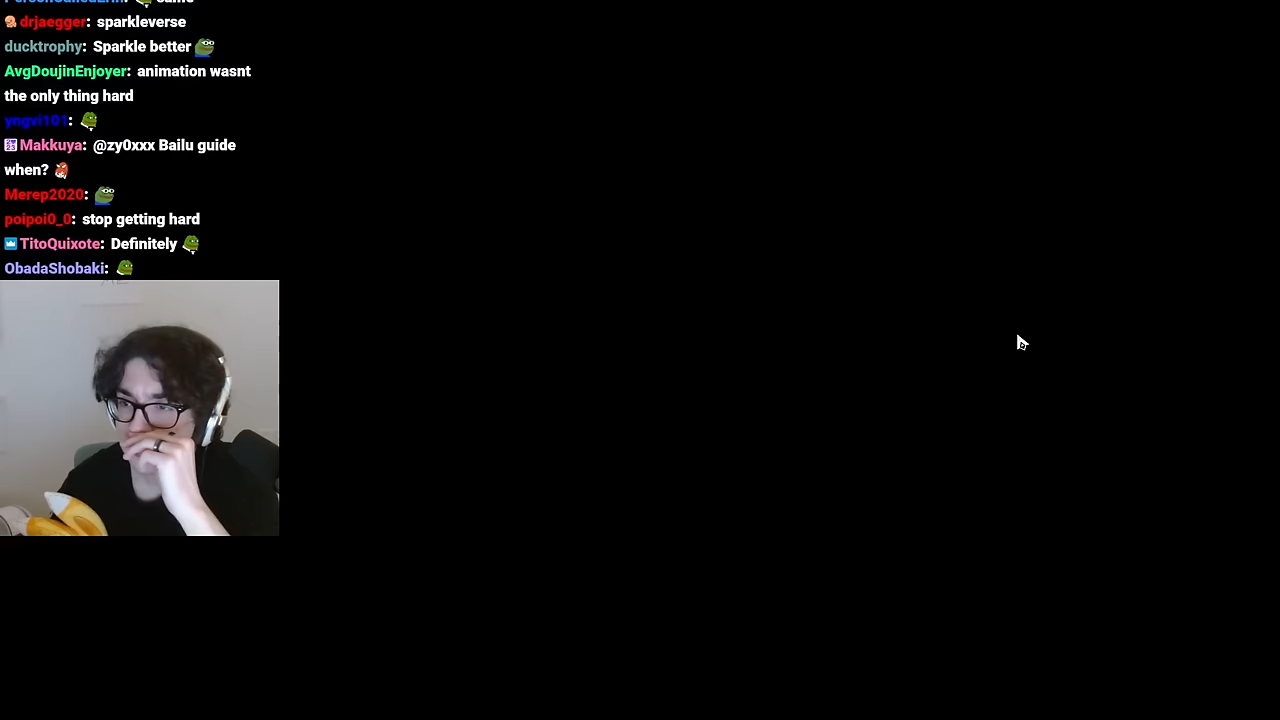 drjaegger: sparkleverse
ducktrophy: Sparkle better
AvgDoujinEnjoyer: animation wasnt
the only thing hard
yngvi101:
Makkuya: @zy0xxx Bailu guide
when?
Merep2020:
poipoi0_0: stop getting hard
TitoQuixote: Definitely
ObadaShobaki: